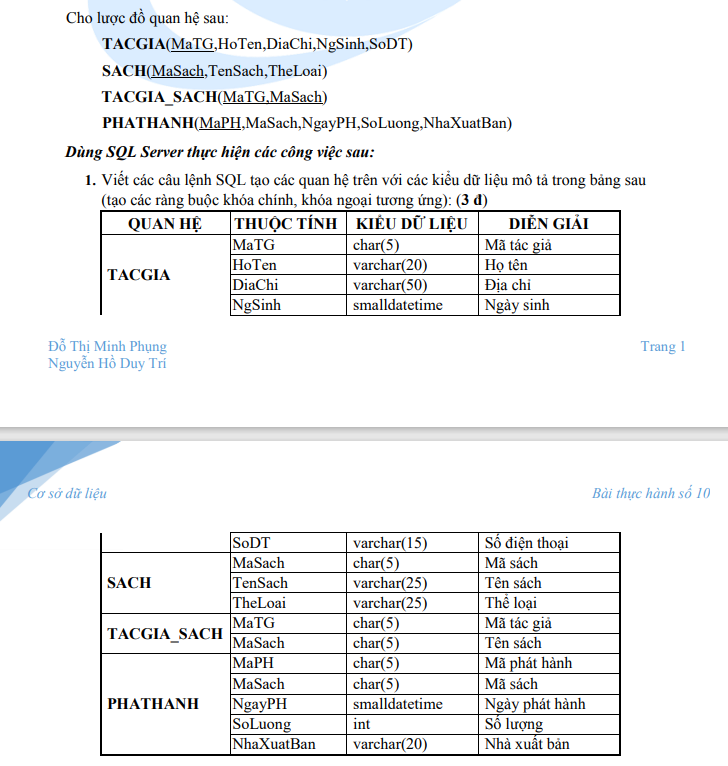 Cho lược đồ quan hệ sau:
TACGIA(MaTG,HoTen,DiaChi,NgSinh,SoDT)
SACH(MaSach,TenSach,TheLoai)
TACGIA_SACH(MaTG,MaSach)
PHATHANH(MaPH,MaSach,NgayPH,SoLuong,NhaXuatBan)
Dùng SQL Server thực hiện các công việc sau:
1. Viết các câu lệnh SQL tạo các quan hệ trên với các kiểu dữ liệu mô tả trong bảng sau
(tạo các ràng buộc khóa chính, khóa ngoại tương ứng): (3 đ)
QUAN HỆ THUỘC TÍNH KIỂU DỮ LIỆU DIỄN GIẢI
MaTG char(5) Mã tác giả
HoTen varchar(20) Họ tên
TACGIA
DiaChi varchar(50) Địa chỉ
NgSinh smalldatetime Ngày sinh
Đỗ Thị Minh Phụng Trang 1
Nguyễn Hồ Duy Tri
Cơ sở dữ liệu Bài thực hành số 10
SoDT varchar(15) Số điện thoại
MaSach char(5) Mã sách
SACH TenSach varchar(25) Tên sách
TheLoai varchar(25) Thể loại
TACGIA_SACH MaTG char(5) Mã tác giả
MaSach char(5) Tên sách
MaPH char(5) Mã phát hành
MaSach char(5) Mã sách
PHATHANH NgayPH smalldatetime Ngày phát hành
SoLuong int Số lượng
NhaXuatBan varchar(20) Nhà xuất bản